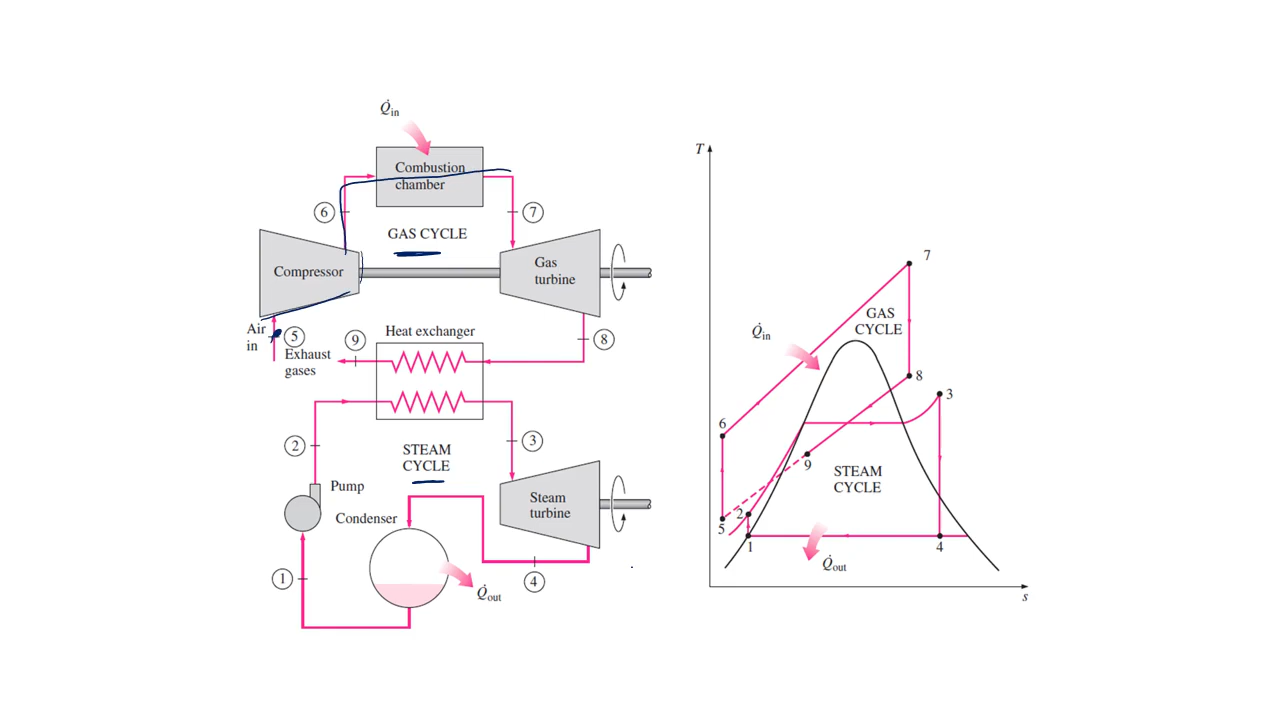 Q̇in
Combustion
chamber
6
7
GAS CYCLE
Compressor
Gas
turbine
Air
in
5
9
Heat exchanger
8
Exhaust
gases
2
STEAM
CYCLE
3
Pump
Steam
turbine
Condenser
1
Q̇out
4
T
7
GAS
CYCLE
Q̇in
8
3
6
9
STEAM
CYCLE
2
5
1
4
Q̇out
s